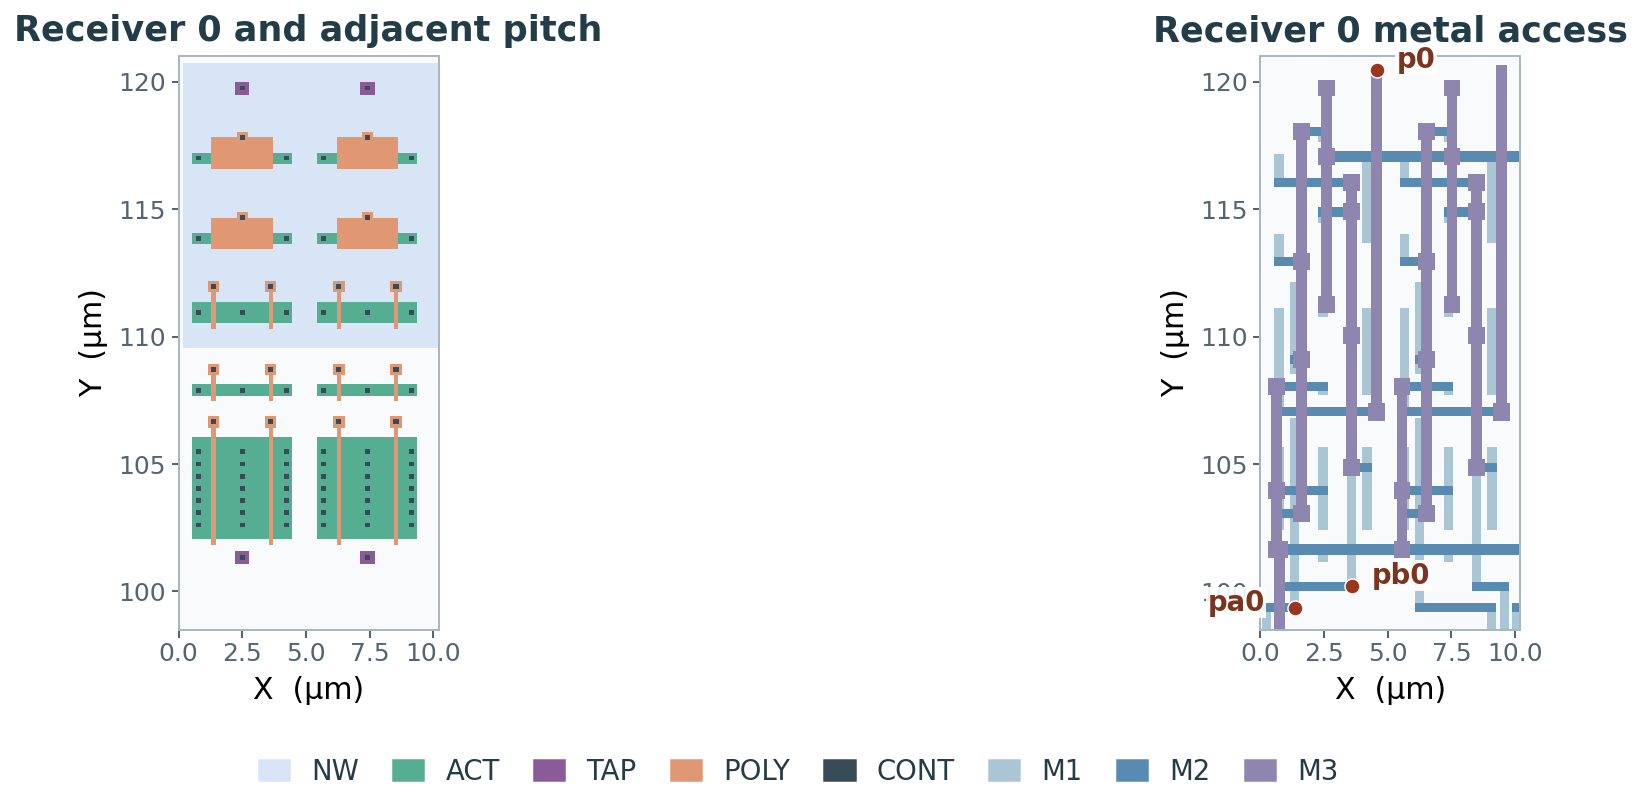 Receiver 0 and adjacent pitch
120
115
110
105
100
Y (μm)
0.0 2.5 5.0 7.5 10.0
X (μm)
Receiver 0 metal access
p0
120
115
110
105
100
pb0
pa0
Y (μm)
0.0 2.5 5.0 7.5 10.0
X (μm)
NW ACT TAP POLY CONT M1 M2 M3